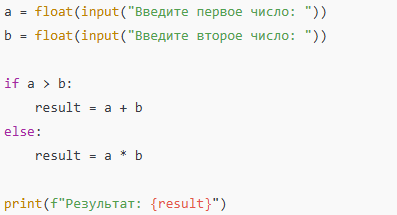 a = float(input("Введите первое число: "))
b = float(input("Введите второе число: "))

if a > b:
    result = a + b
else:
    result = a * b

print(f"Результат: {result}")